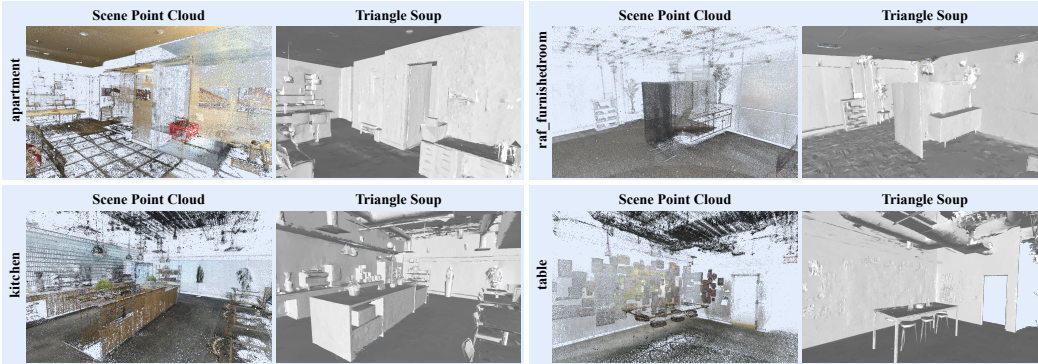 Scene Point Cloud
Triangle Soup
apartment
Scene Point Cloud
Triangle Soup
raf_furnishedroom
Scene Point Cloud
Triangle Soup
kitchen
Scene Point Cloud
Triangle Soup
table